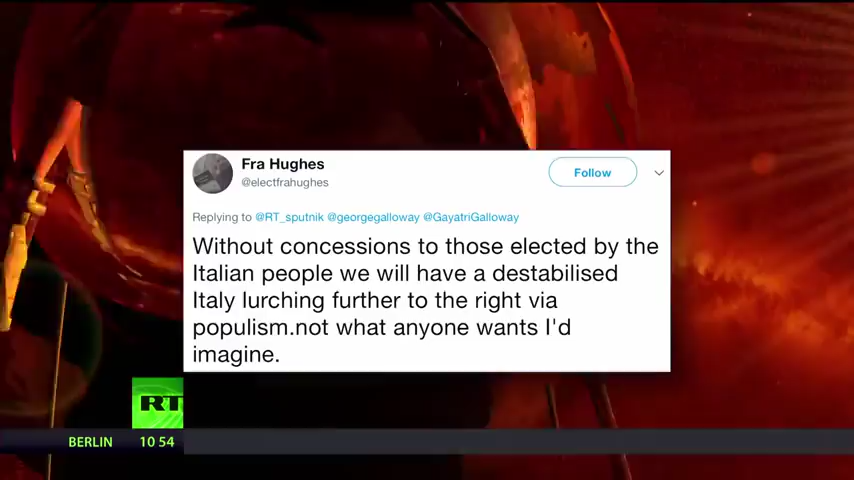 Fra Hughes
@electfrahughes
Follow
Replying to @RT_sputnik @georgegalloway @GayatriGalloway
Without concessions to those elected by the
Italian people we will have a destabilised
Italy lurching further to the right via
populism.not what anyone wants I'd
imagine.
RT
BERLIN 10 54